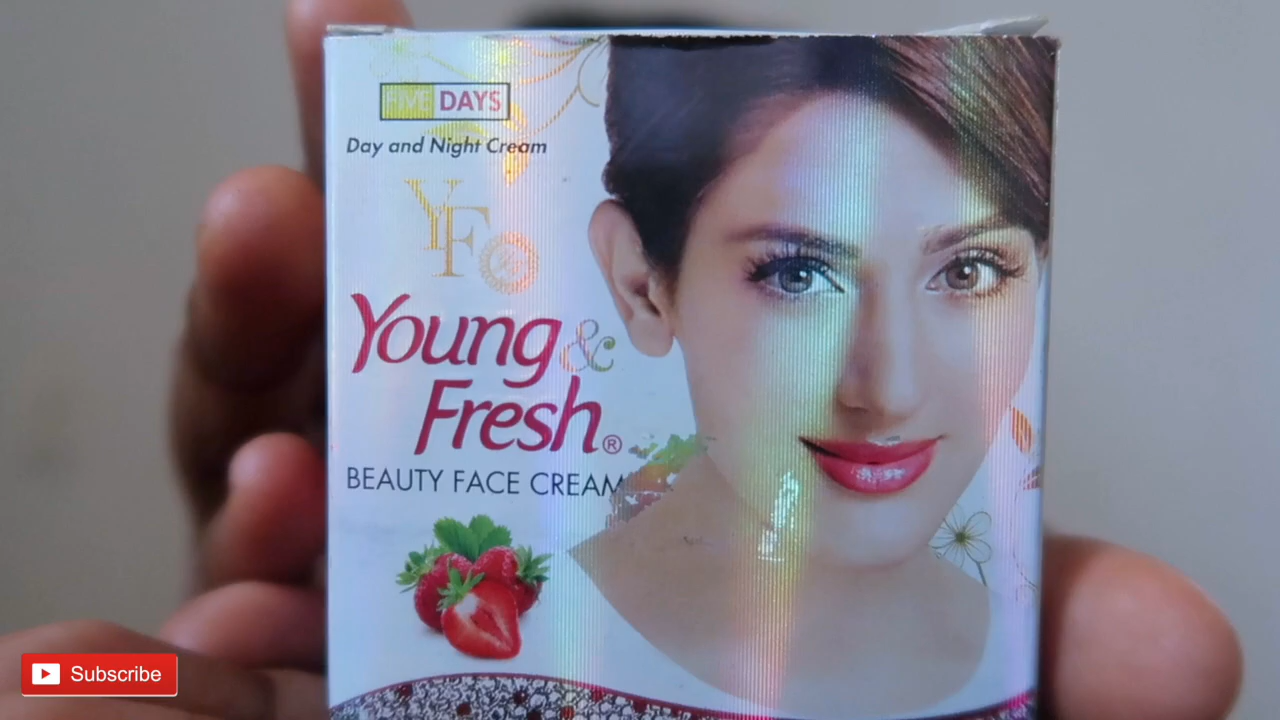 FIVE DAYS
Day and Night Cream
YF
Young &
Fresh®
BEAUTY FACE CREAM
Subscribe